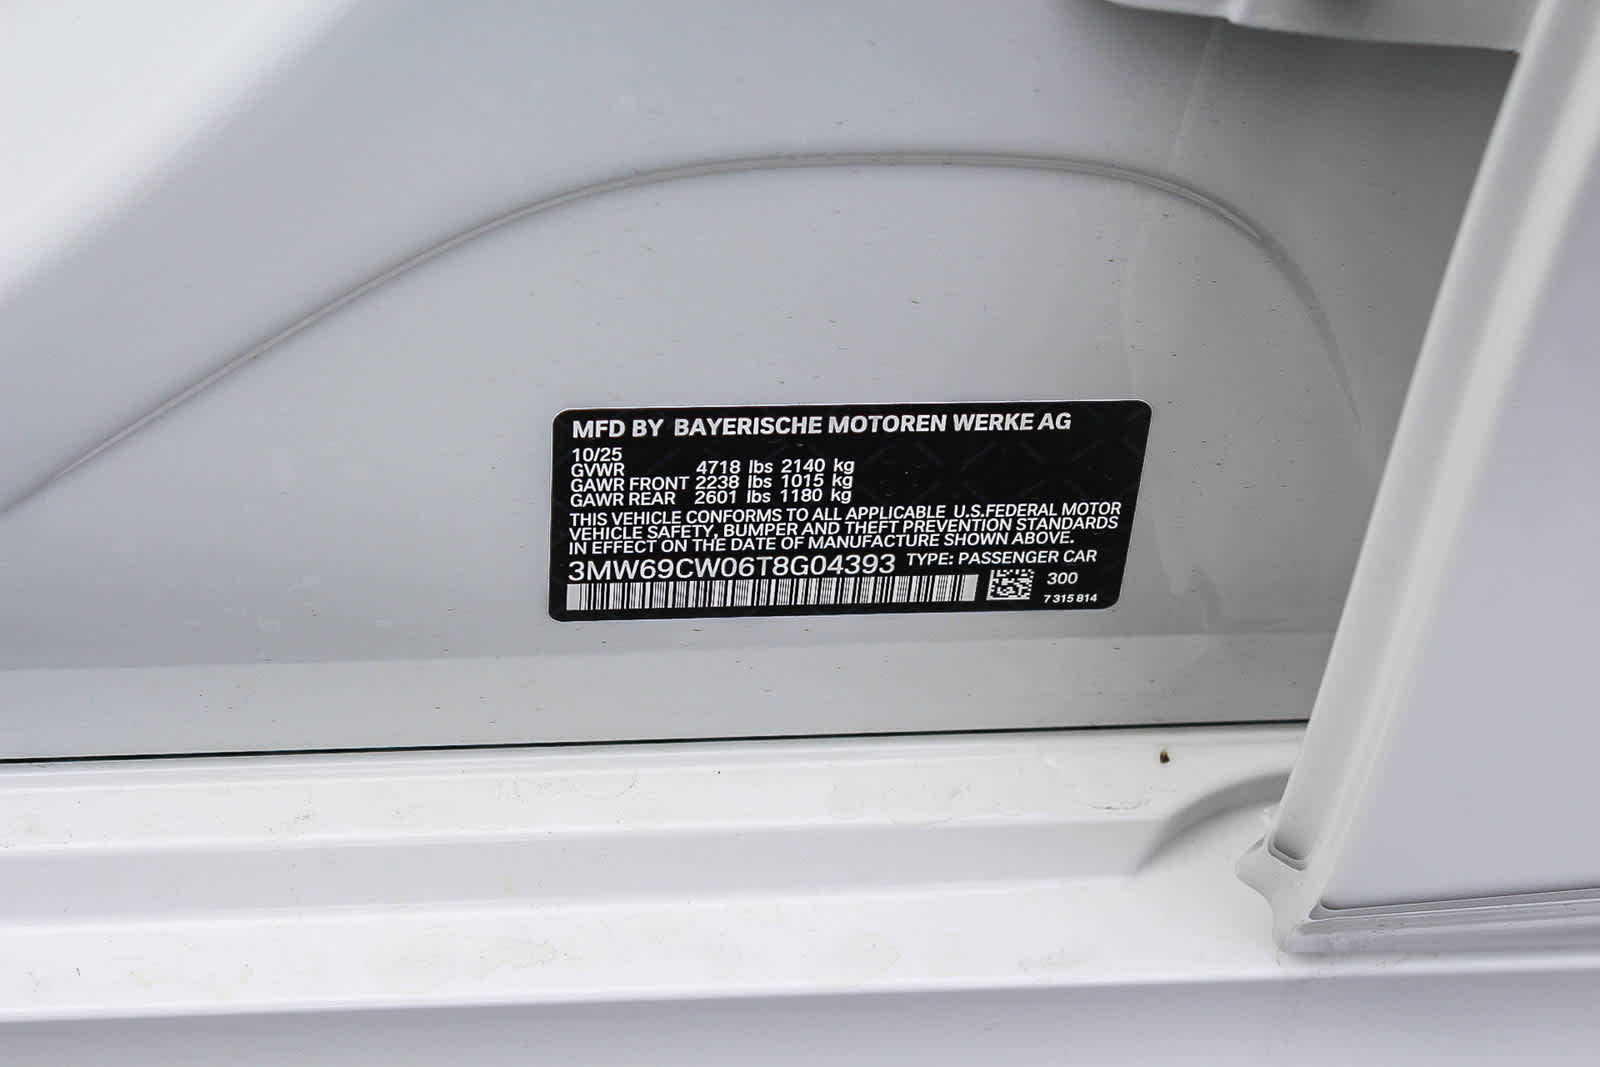 MFD BY BAYERISCHE MOTOREN WERKE AG
10/25
GVWR 4718 lbs 2140 kg
GAWR FRONT 2238 lbs 1015 kg
GAWR REAR 2601 lbs 1180 kg
THIS VEHICLE CONFORMS TO ALL APPLICABLE U.S.FEDERAL MOTOR
VEHICLE SAFETY, BUMPER AND THEFT PREVENTION STANDARDS
IN EFFECT ON THE DATE OF MANUFACTURE SHOWN ABOVE.
3MW69CW06T8G04393 TYPE: PASSENGER CAR
300
7 315 814